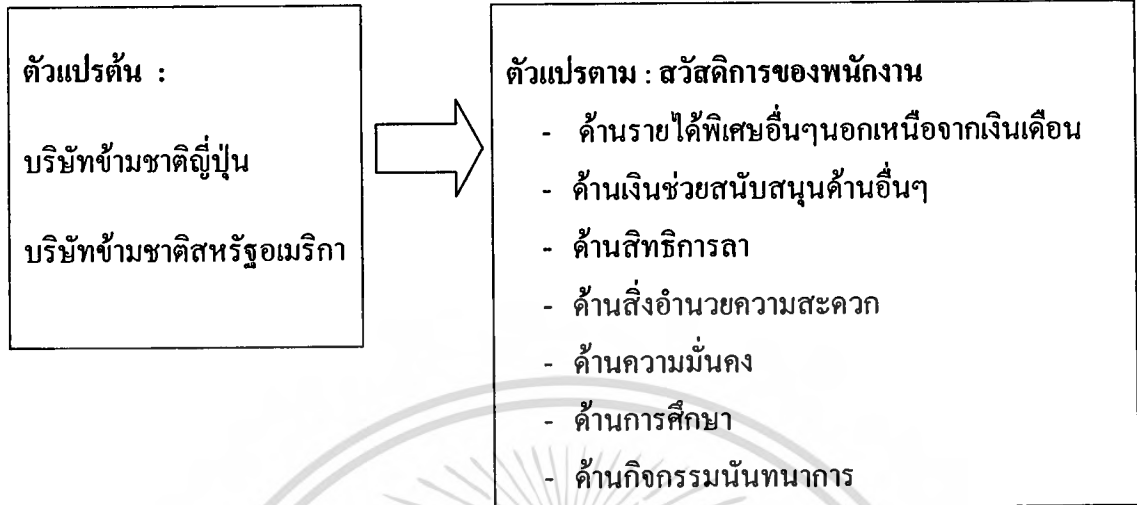 ตัวแปรต้น :
บริษัทข้ามชาติญี่ปุ่น
บริษัทข้ามชาติสหรัฐอเมริกา
ตัวแปรตาม : สวัสดิการของพนักงาน
- ด้านรายได้พิเศษอื่นๆนอกเหนือจากเงินเดือน
- ด้านเงินช่วยสนับสนุนด้านอื่นๆ
- ด้านสิทธิการลา
- ด้านสิ่งอำนวยความสะดวก
- ด้านความมั่นคง
- ด้านการศึกษา
- ด้านกิจกรรมนันทนาการ